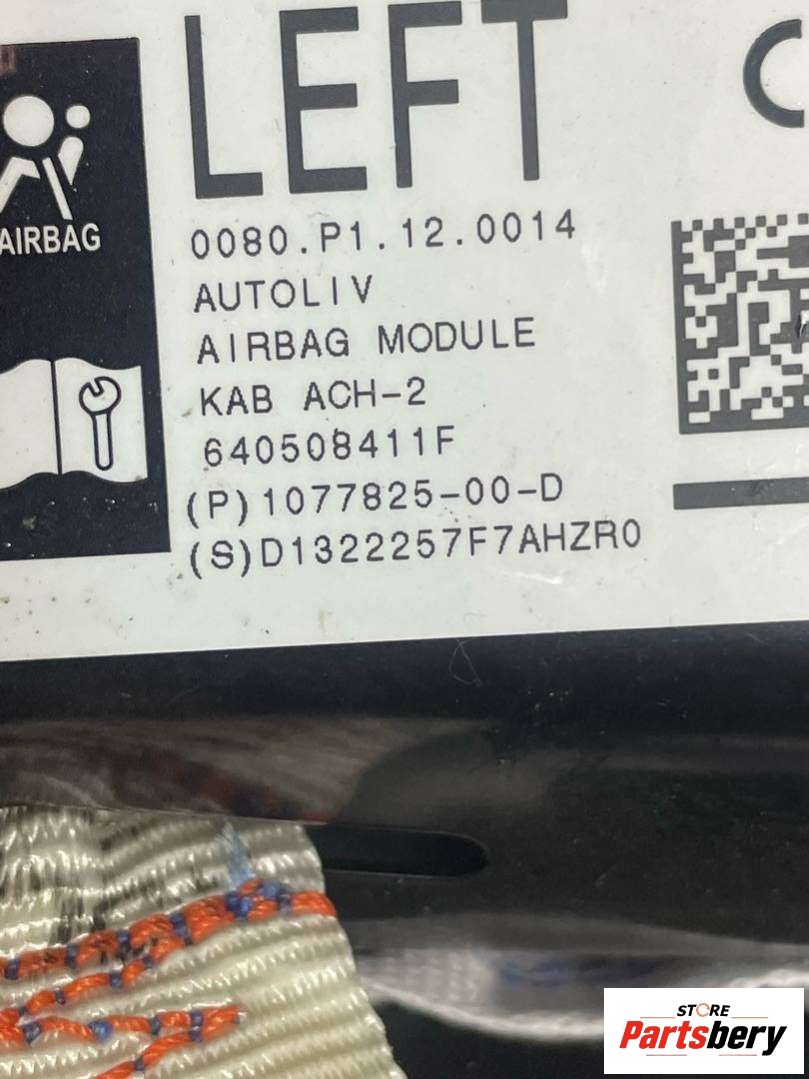 LEFT
C
AIRBAG
0080.P1.12.0014
AUTOLIV
AIRBAG MODULE
KAB ACH-2
640508411F
(P)1077825-00-D
(S)D1322257F7AHZR0
STORE
Partsbery